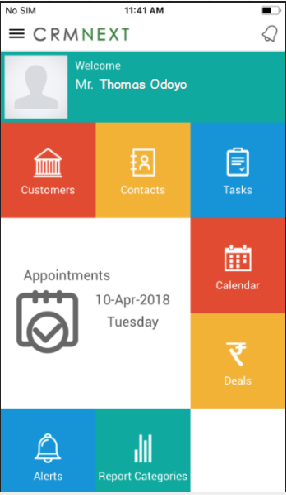 No SIM 11:41 AM
CRMNEXT
Welcome
Mr. Thomas Odoyo
Customers Contacts Tasks
Appointments
10-Apr-2018
Tuesday
Calendar
₹
Deals
Alerts Report Categories